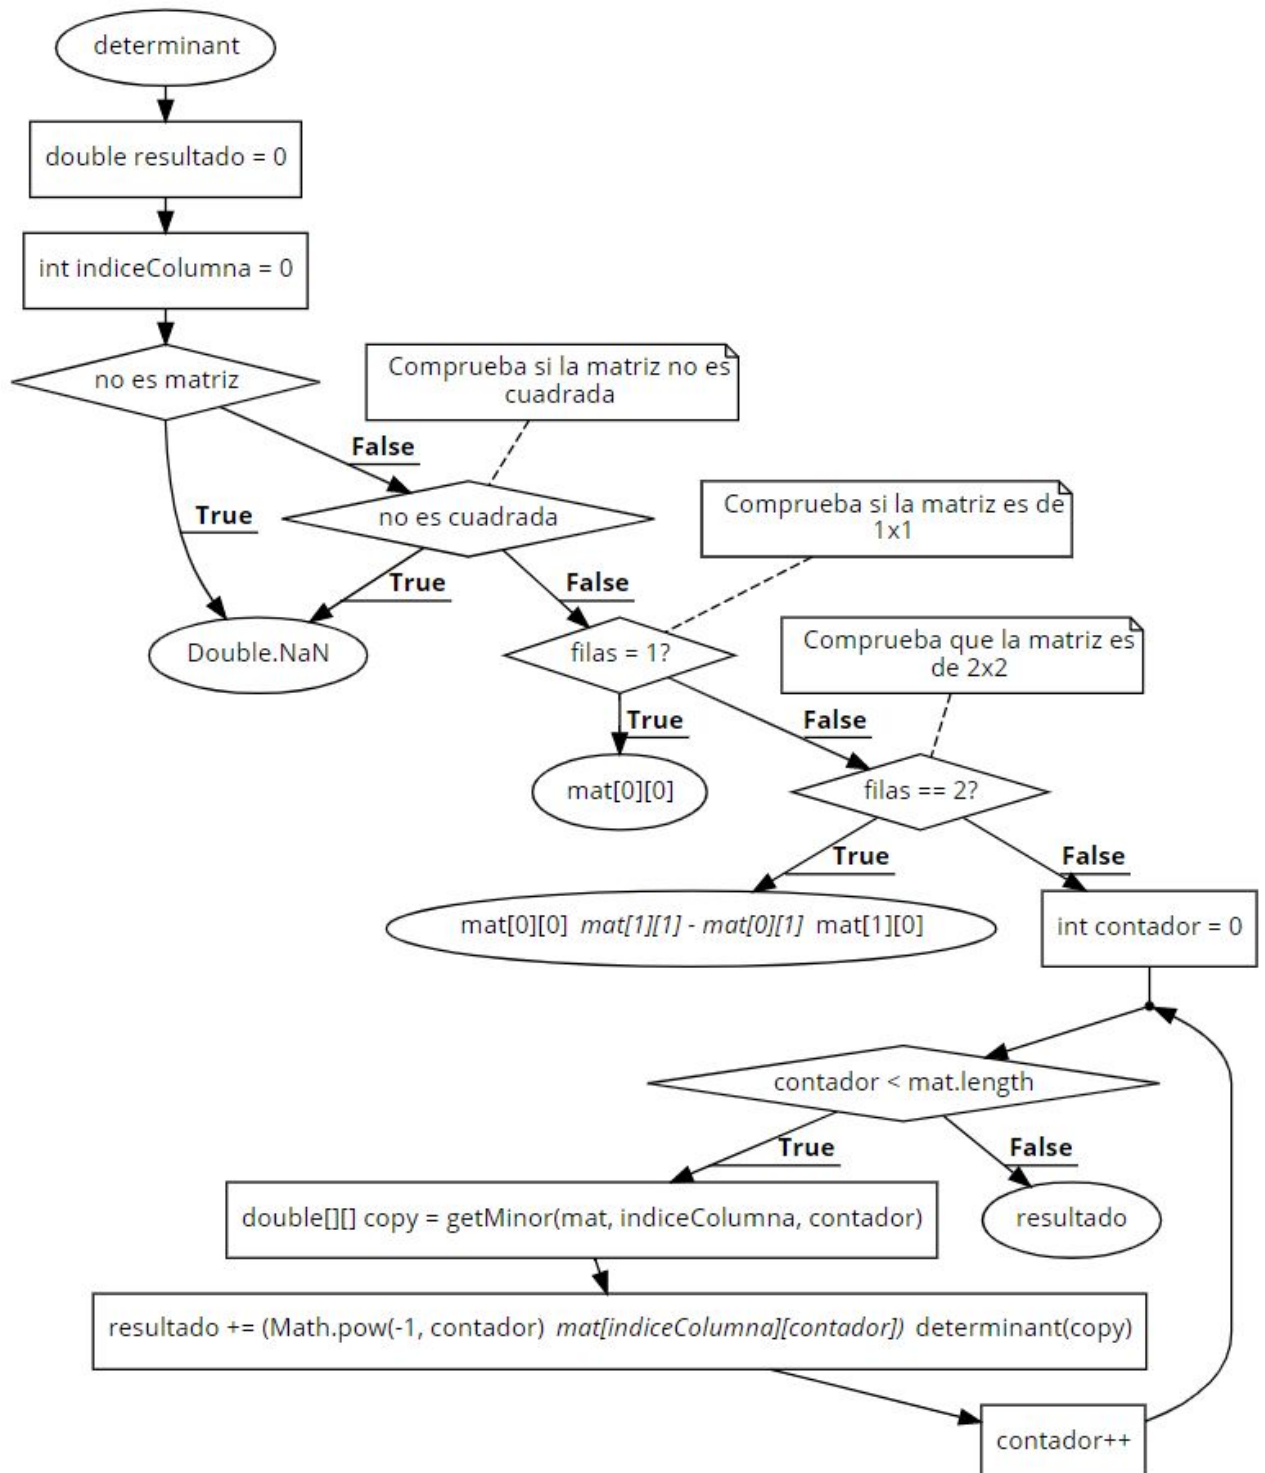 determinant
double resultado = 0
int indiceColumna = 0
no es matriz
Comprueba si la matriz no es
cuadrada
False
True
no es cuadrada
Comprueba si la matriz es de
1x1
True
False
Double.NaN
filas = 1?
Comprueba que la matriz es
de 2x2
True
False
mat[0][0]
filas == 2?
True
False
mat[0][0] mat[1][1] - mat[0][1] mat[1][0]
int contador = 0
contador < mat.length
True
False
double[][] copy = getMinor(mat, indiceColumna, contador)
resultado
resultado += (Math.pow(-1, contador) mat[indiceColumna][contador]) determinant(copy)
contador++